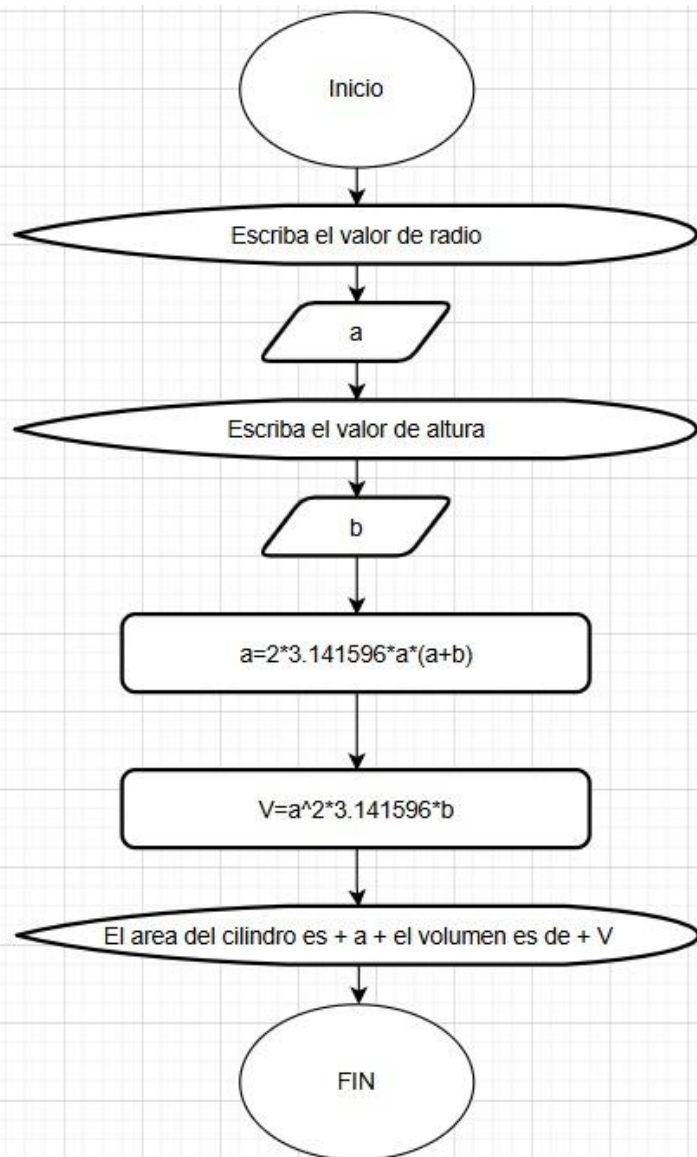 Inicio
Escriba el valor de radio
a
Escriba el valor de altura
b
a=2*3.141596*a*(a+b)
V=a^2*3.141596*b
El area del cilindro es + a + el volumen es de + V
FIN